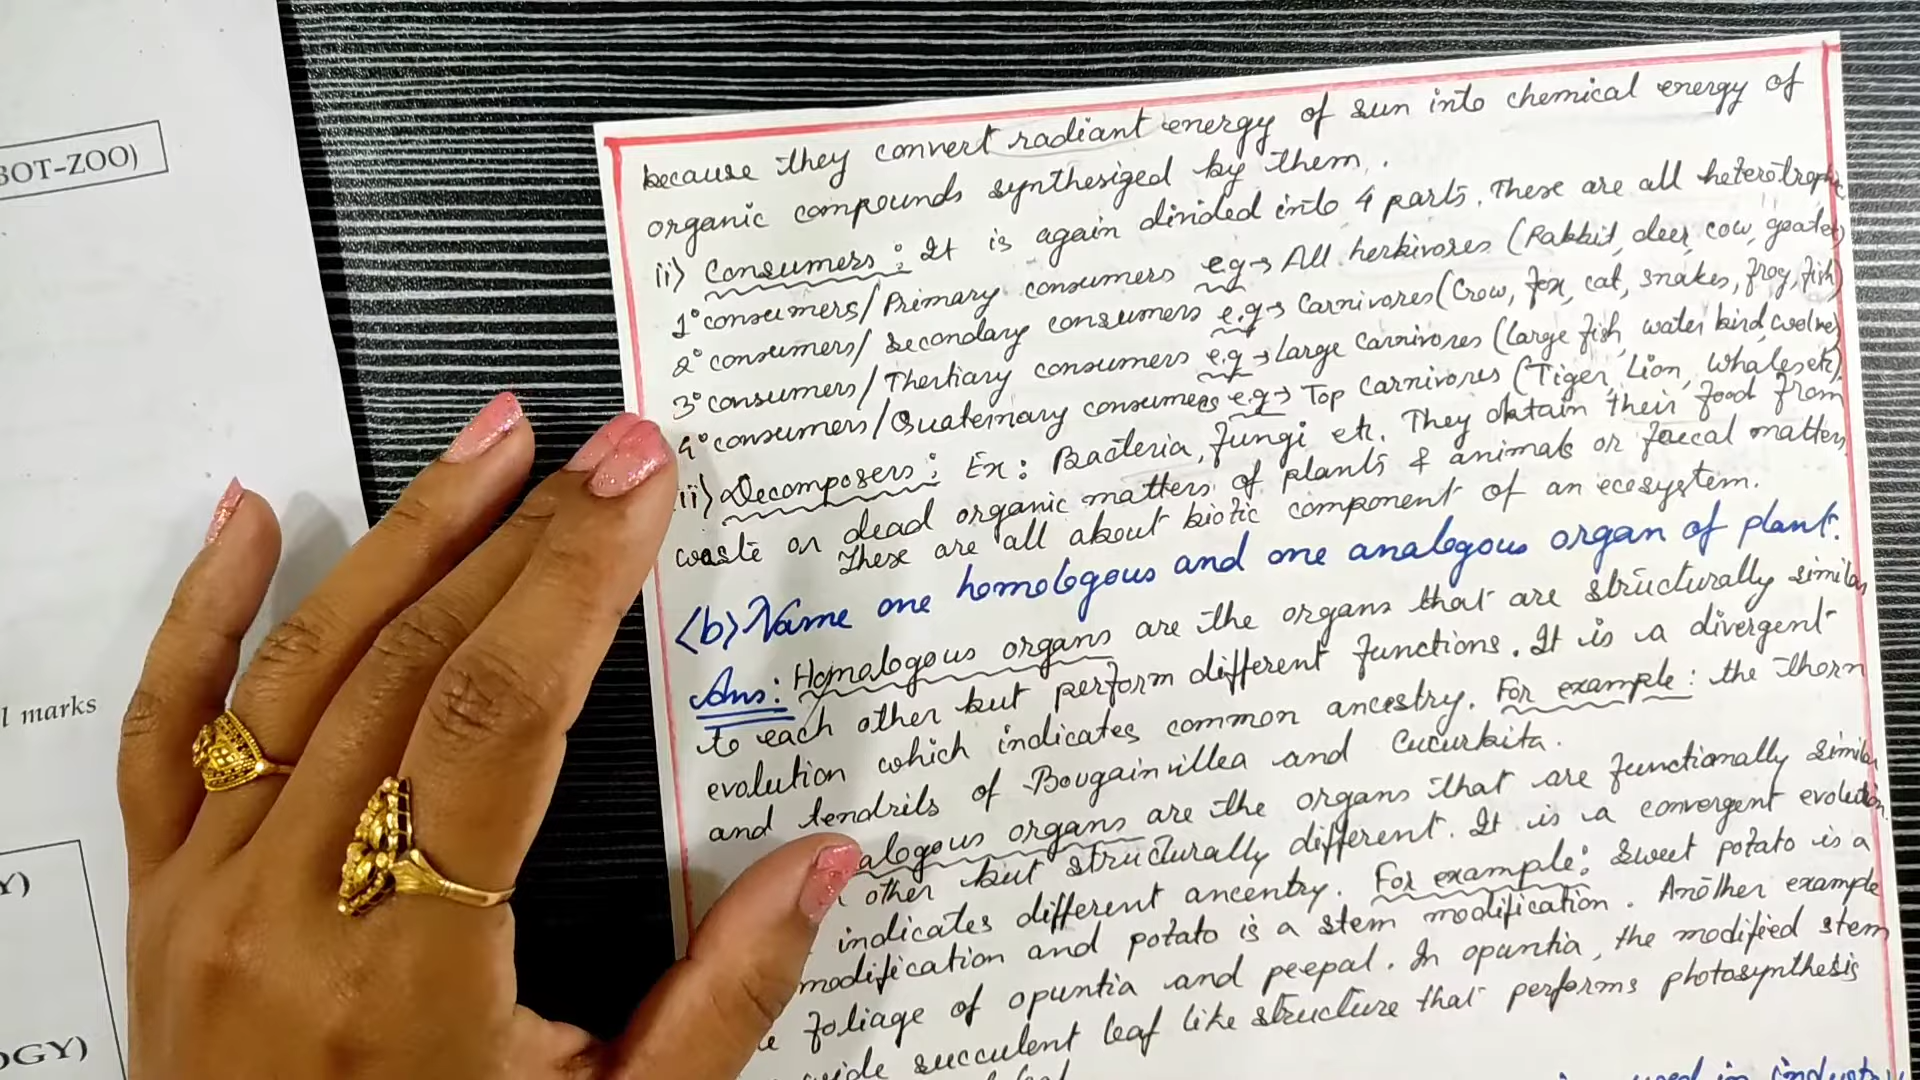 BOT-ZOO)
l marks
Y)
OGY)
because they convert radiant energy of sun into chemical energy of
organic compounds synthesized by them.
ii) Consumers: It is again divided into 4 parts. These are all heterotrophic
1° consumers/Primary consumers e.g→ All herbivores (Rabbit, deer, cow, goat etc)
2° consumers/ Secondary consumers e.g→ Carnivores (Crow, fox, cat, snakes, frog, fish)
3° consumers/Thertiary consumers e.g→ Large carnivores (large fish, water bird, wolve)
4° consumers/Quaternary consumers e.g→ Top carnivores (Tiger, Lion, Whales etc).
iii) Decomposers: Ex: Bacteria, fungi etc. They obtain their food from
waste or dead organic matters of plants & animals or faecal matter,
These are all about biotic component of an ecosystem.
(b) Name one homologous and one analogous organ of plant.
Ans: Homologous organs are the organs that are structurally similar
to each other but perform different functions. It is a divergent
evolution which indicates common ancestry. For example: the thorn
and tendrils of Bougainvillea and Cucurbita.
alogous organs are the organs that are functionally similar
other but structurally different. It is a convergent evolution
indicates different ancentry. For example: Sweet potato is a
modification and potato is a stem modification. Another example
foliage of opuntia and peepal. In opuntia, the modifeed stem
succulent leaf like structure that performs photosynthesis
used in industry